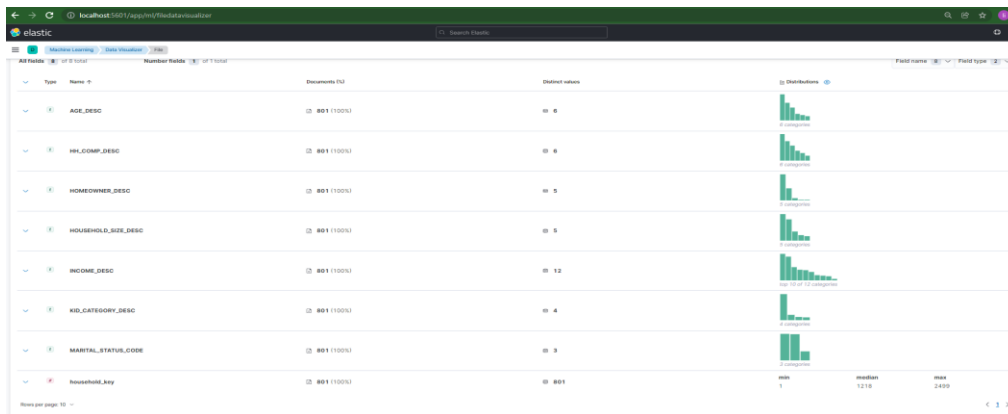 localhost:5601/app/ml/filedatavisualizer
elastic
Search Elastic
D Machine Learning Data Visualizer File
All fields 8 of 8 total Number fields 1 of 1 total Field name 8 Field type 2
Type Name Documents (%) Distinct values Distributions
AGE_DESC 801 (100%) 6
6 categories
HH_COMP_DESC 801 (100%) 6
6 categories
HOMEOWNER_DESC 801 (100%) 5
5 categories
HOUSEHOLD_SIZE_DESC 801 (100%) 5
5 categories
INCOME_DESC 801 (100%) 12
top 10 of 12 categories
KID_CATEGORY_DESC 801 (100%) 4
4 categories
MARITAL_STATUS_CODE 801 (100%) 3
3 categories
min median max
household_key 801 (100%) 801
1 1218 2499
Rows per page: 10 1